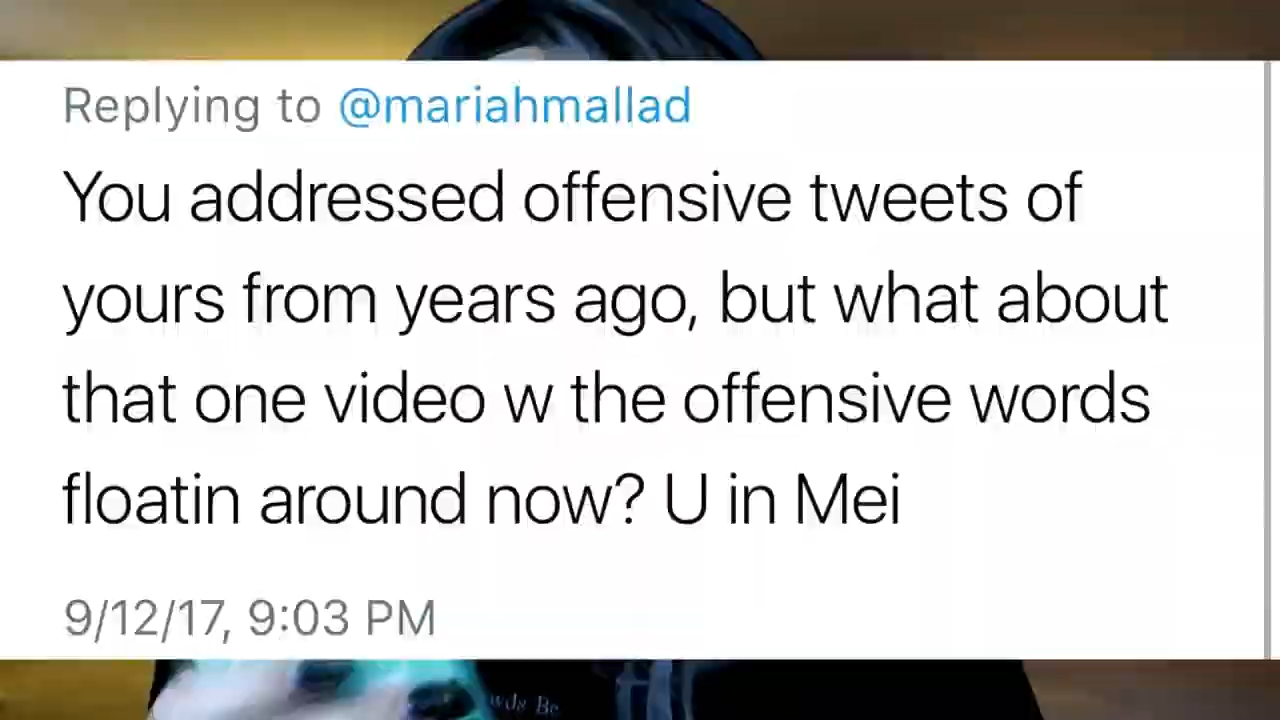 Replying to @mariahmallad
You addressed offensive tweets of
yours from years ago, but what about
that one video w the offensive words
floatin around now? U in Mei
9/12/17, 9:03 PM